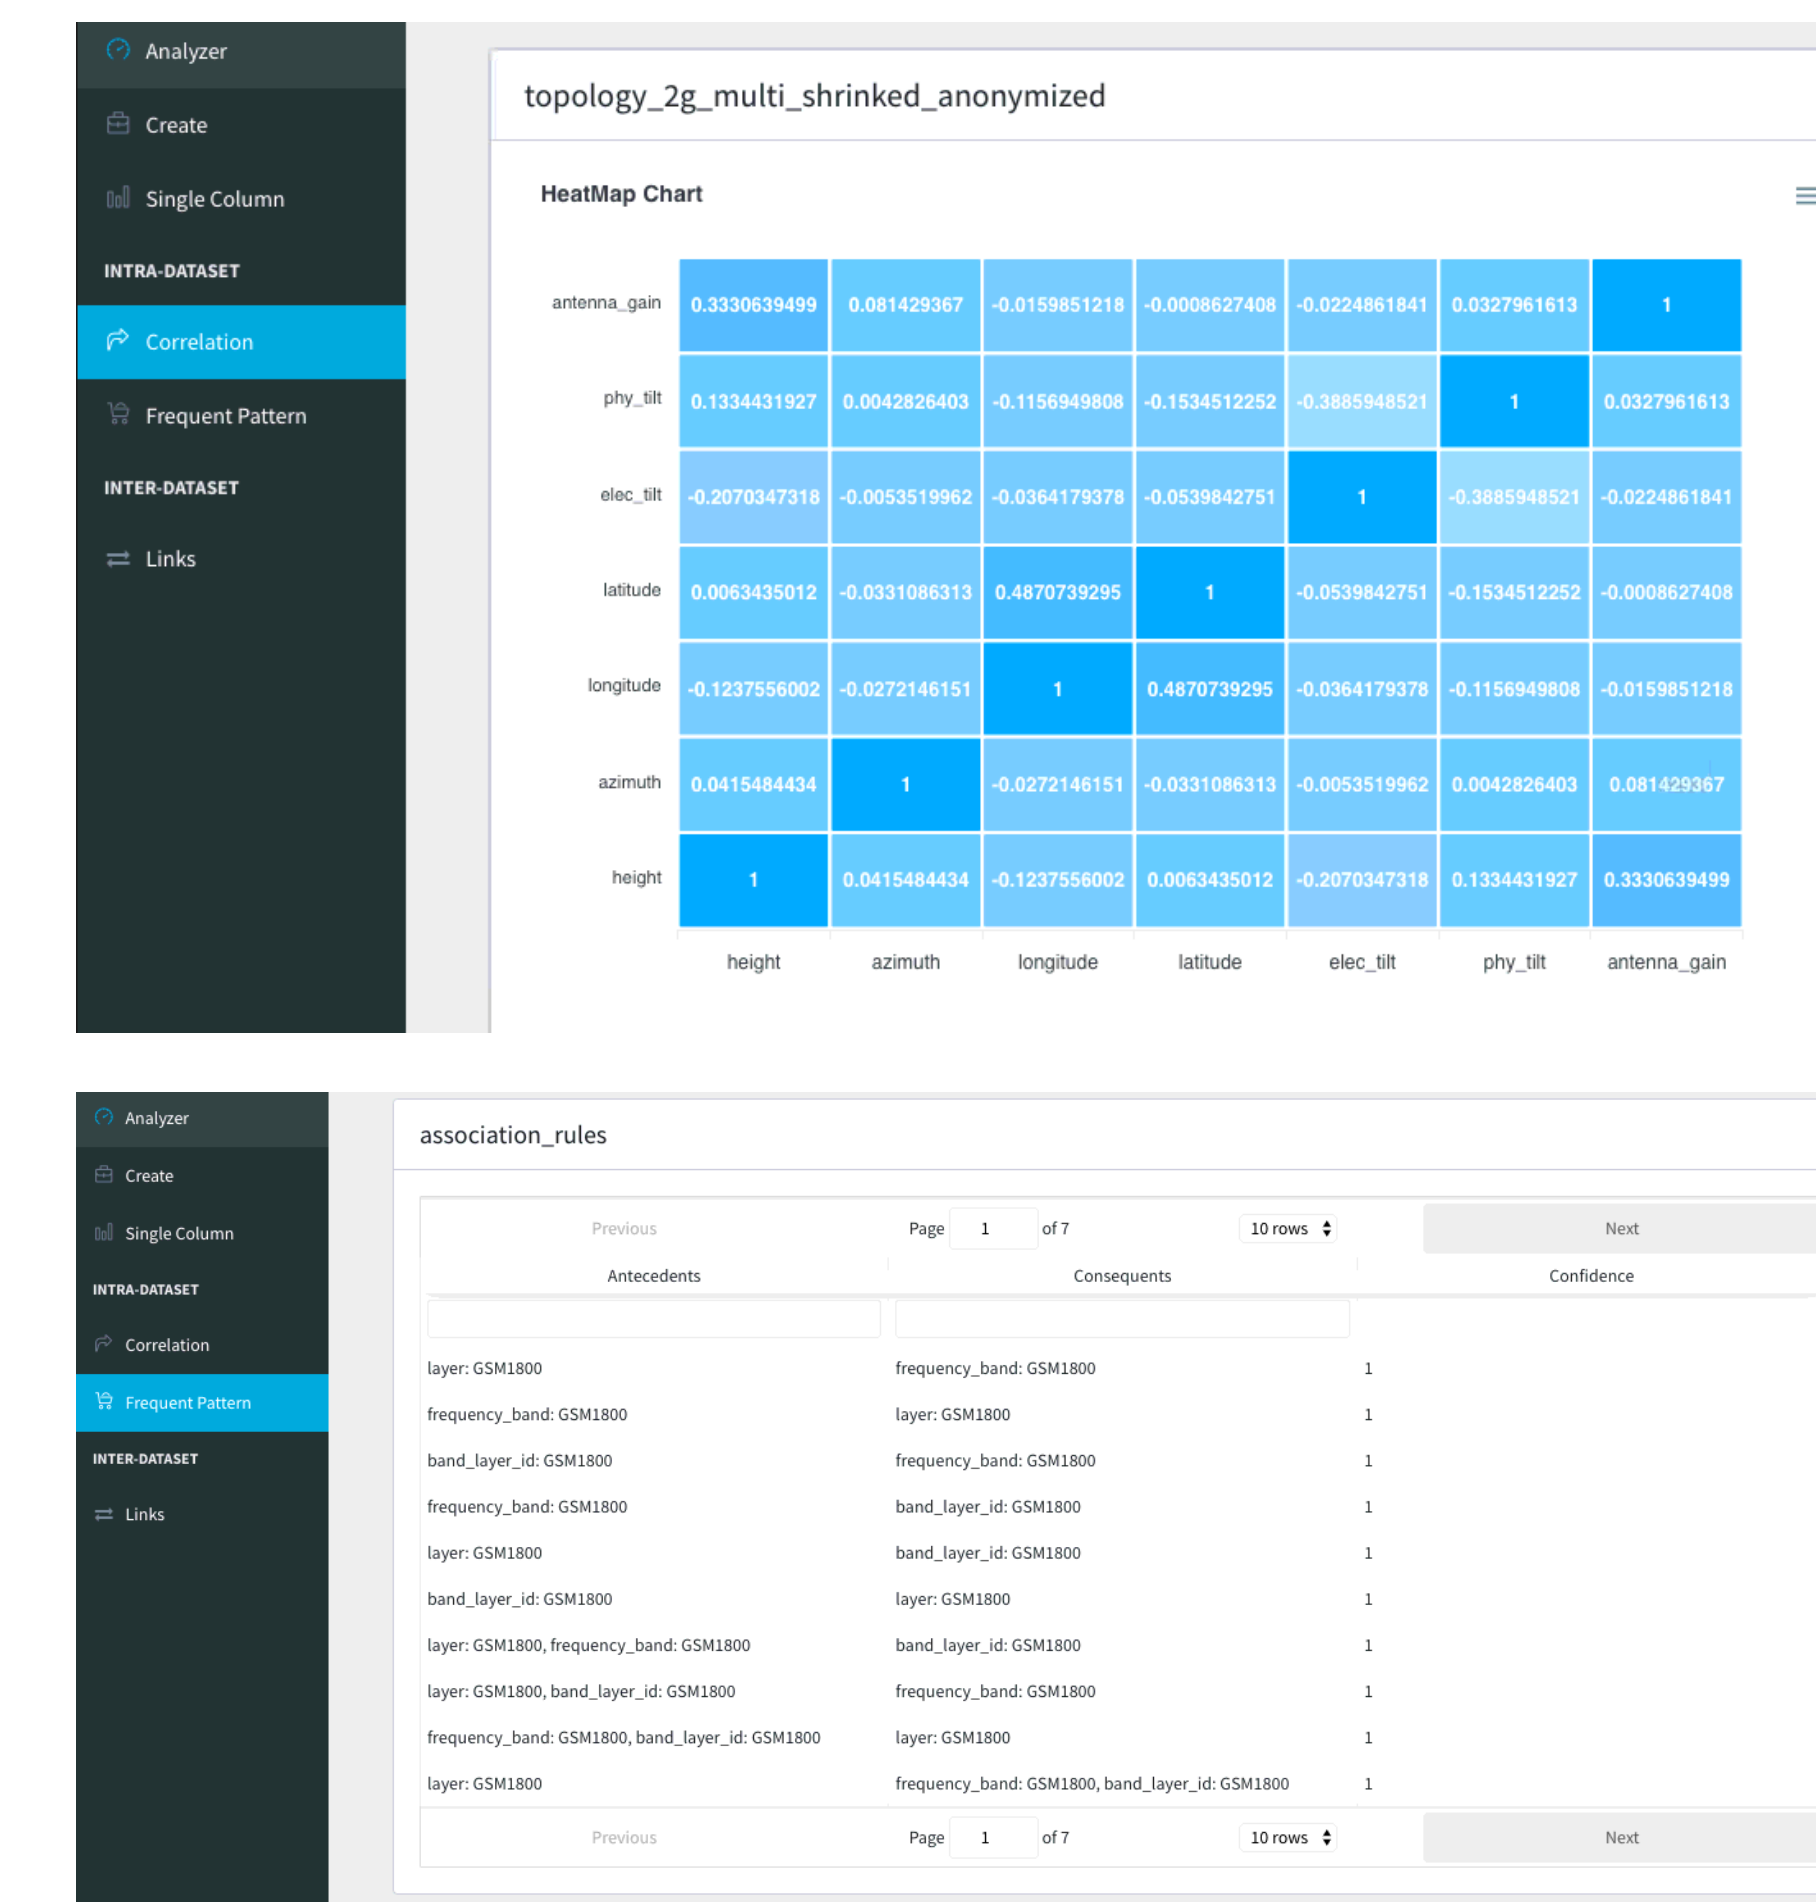 Analyzer
Create
Single Column
INTRA-DATASET
Correlation
Frequent Pattern
INTER-DATASET
Links
topology_2g_multi_shrinked_anonymized
HeatMap Chart
antenna_gain 0.3330639499 0.081429367 -0.0159851218 -0.0008627408 -0.0224861841 0.0327961613 1
phy_tilt 0.1334431927 0.0042826403 -0.1156949808 -0.1534512252 -0.3885948521 1 0.0327961613
elec_tilt -0.2070347318 -0.0053519962 -0.0364179378 -0.0539842751 1 -0.3885948521 -0.0224861841
latitude 0.0063435012 -0.0331086313 0.4870739295 1 -0.0539842751 -0.1534512252 -0.0008627408
longitude -0.1237556002 -0.0272146151 1 0.4870739295 -0.0364179378 -0.1156949808 -0.0159851218
azimuth 0.0415484434 1 -0.0272146151 -0.0331086313 -0.0053519962 0.0042826403 0.081429367
height 1 0.0415484434 -0.1237556002 0.0063435012 -0.2070347318 0.1334431927 0.3330639499
height azimuth longitude latitude elec_tilt phy_tilt antenna_gain
Analyzer
Create
Single Column
INTRA-DATASET
Correlation
Frequent Pattern
INTER-DATASET
Links
association_rules
Previous Page 1 of 7 10 rows Next
Antecedents Consequents Confidence
layer: GSM1800 frequency_band: GSM1800 1
frequency_band: GSM1800 layer: GSM1800 1
band_layer_id: GSM1800 frequency_band: GSM1800 1
frequency_band: GSM1800 band_layer_id: GSM1800 1
layer: GSM1800 band_layer_id: GSM1800 1
band_layer_id: GSM1800 layer: GSM1800 1
layer: GSM1800, frequency_band: GSM1800 band_layer_id: GSM1800 1
layer: GSM1800, band_layer_id: GSM1800 frequency_band: GSM1800 1
frequency_band: GSM1800, band_layer_id: GSM1800 layer: GSM1800 1
layer: GSM1800 frequency_band: GSM1800, band_layer_id: GSM1800 1
Previous Page 1 of 7 10 rows Next